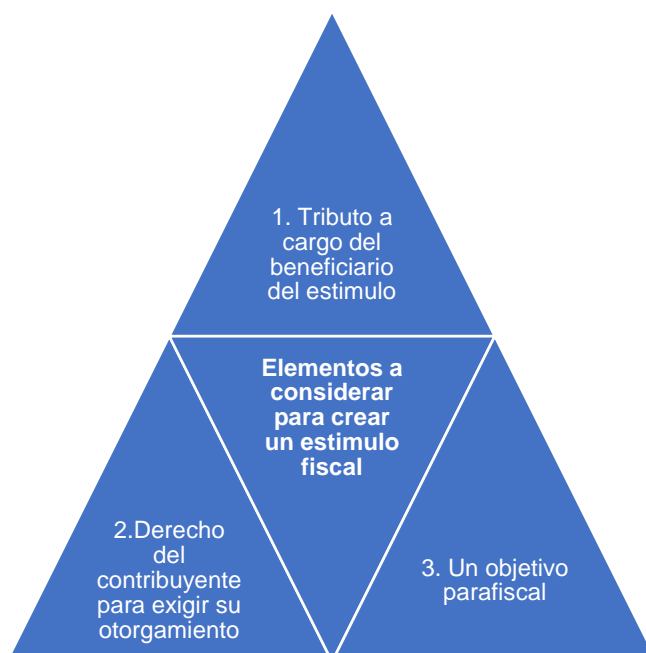 1. Tributo a
cargo del
beneficiario
del estimulo
Elementos a
considerar
para crear
un estimulo
fiscal
2.Derecho
del
contribuyente
para exigir su
otorgamiento
3. Un objetivo
parafiscal